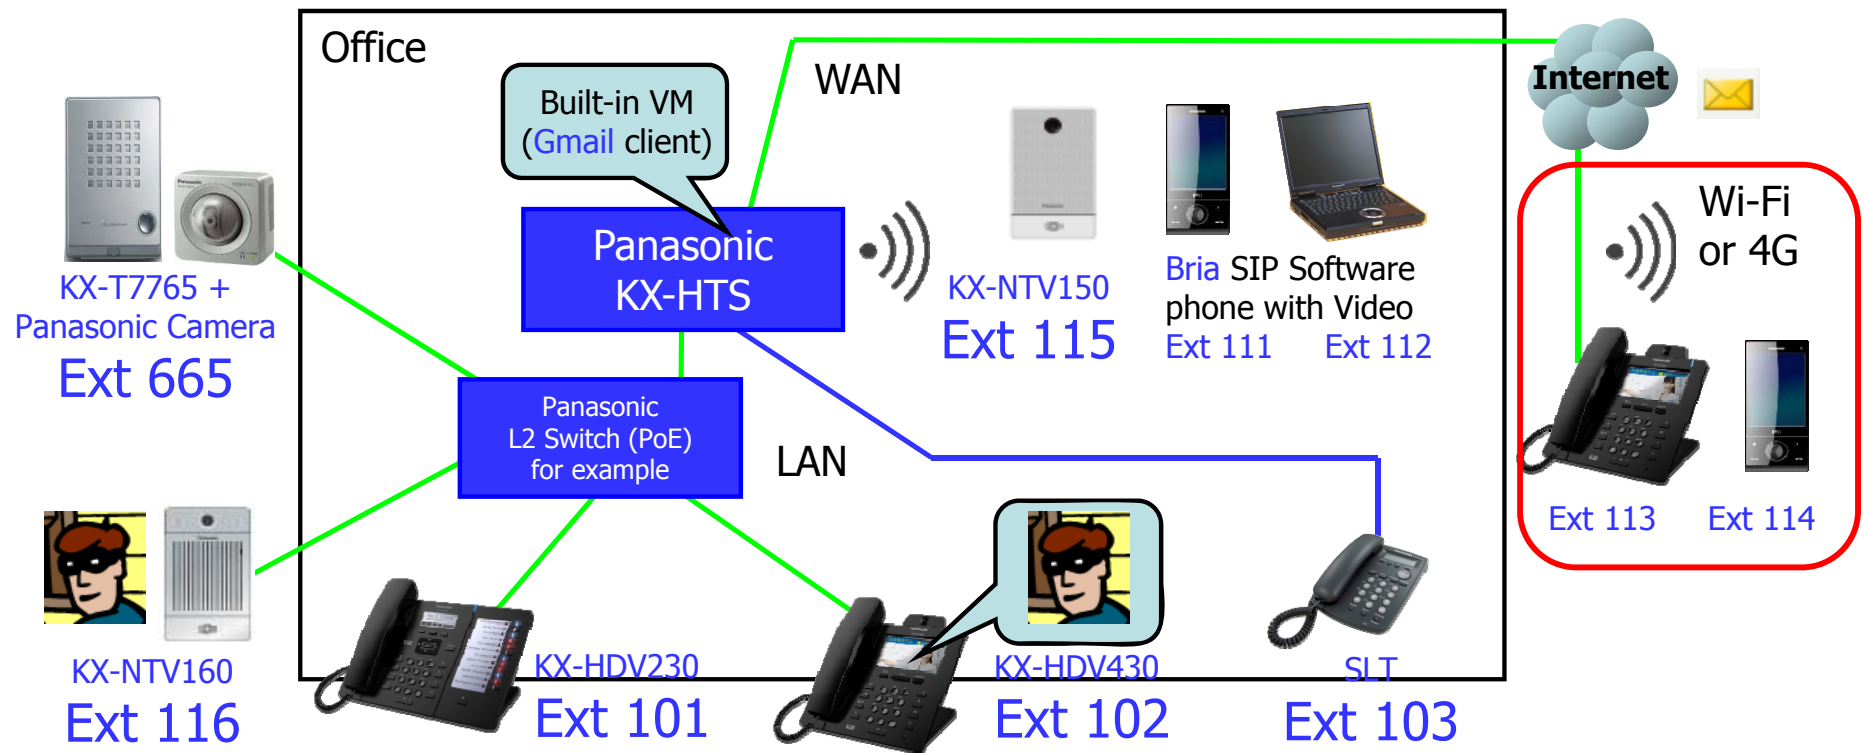 Office
WAN
Internet
Built-in VM
(Gmail client)
Wi-Fi
or 4G
Panasonic
KX-HTS
KX-T7765 +
Panasonic Camera
Ext 665
KX-NTV150
Ext 115
Bria SIP Software
phone with Video
Ext 111
Ext 112
Panasonic
L2 Switch (PoE)
for example
LAN
Ext 113
Ext 114
KX-NTV160
Ext 116
KX-HDV230
Ext 101
KX-HDV430
Ext 102
SLT
Ext 103